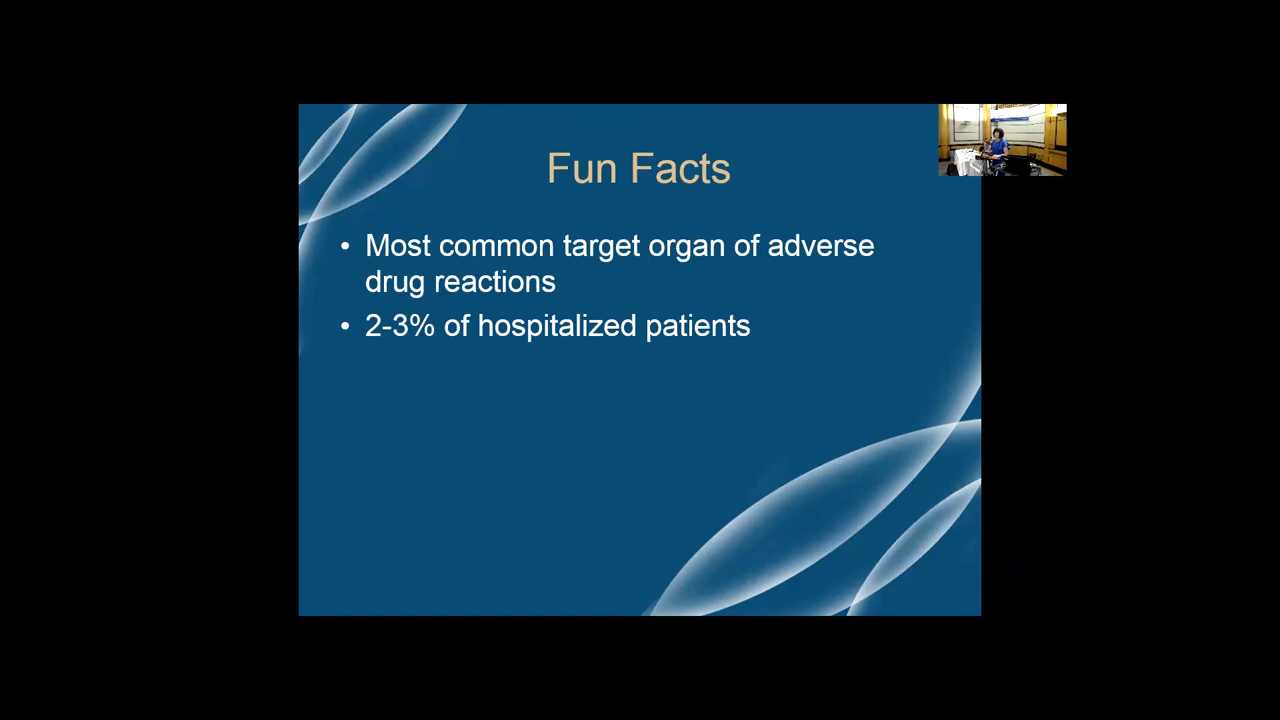 Fun Facts
• Most common target organ of adverse
drug reactions
• 2-3% of hospitalized patients